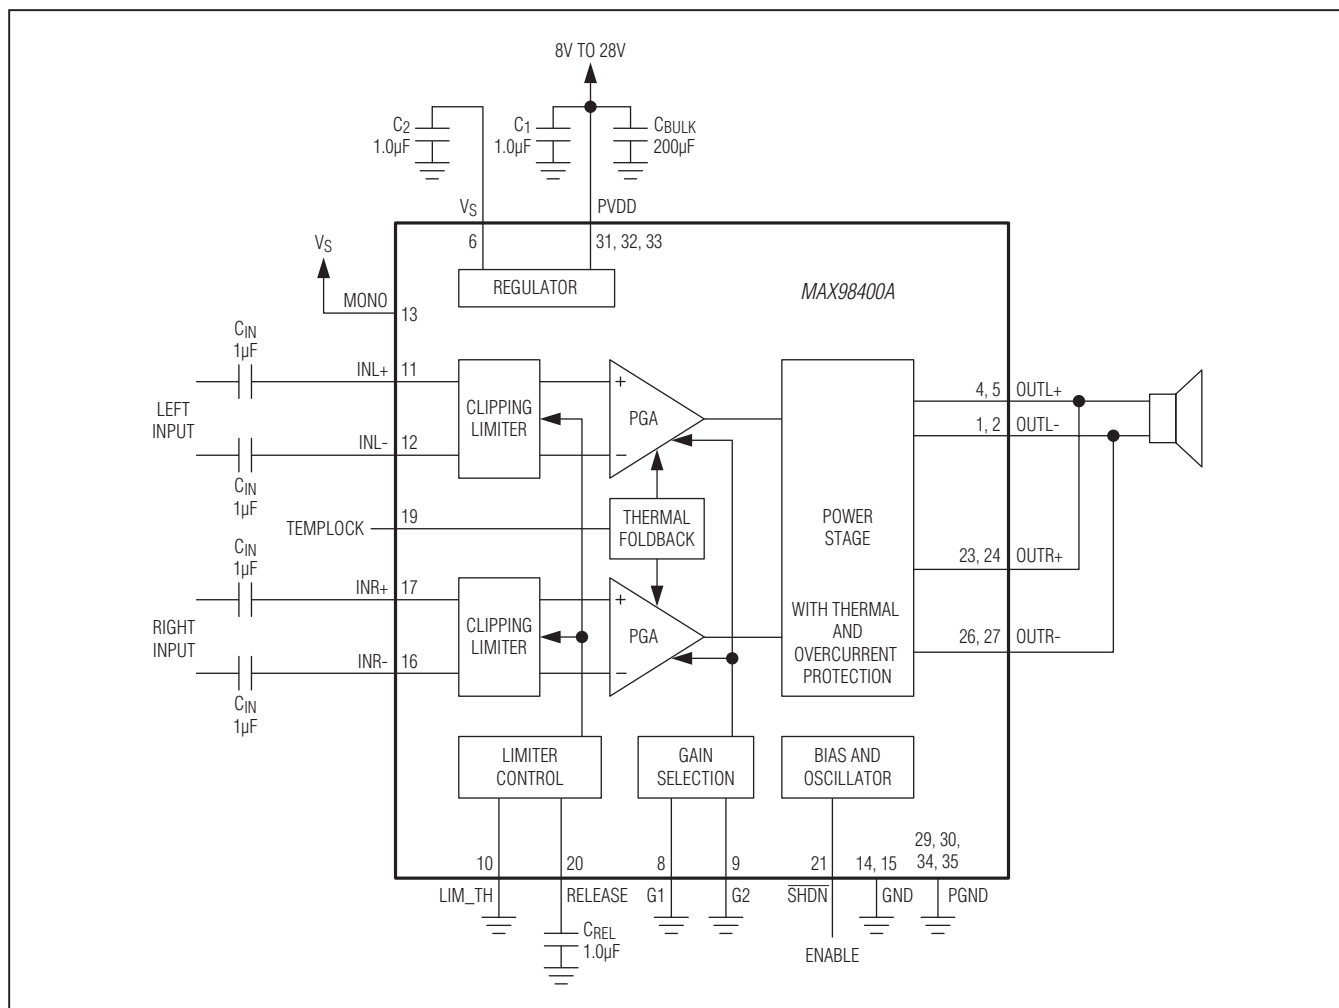 8V TO 28V
C2
1.0µF
C1
1.0µF
CBULK
200µF
VS
PVDD
6
31, 32, 33
VS
REGULATOR
MAX98400A
MONO
13
CIN
1µF
INL+
11
4, 5
OUTL+
LEFT
INPUT
CLIPPING
LIMITER
+
PGA
−
1, 2
OUTL-
INL-
12
CIN
1µF
TEMPLOCK
19
THERMAL
FOLDBACK
POWER
STAGE
CIN
1µF
23, 24
OUTR+
INR+
17
RIGHT
INPUT
CLIPPING
LIMITER
+
PGA
−
WITH THERMAL
AND
OVERCURRENT
PROTECTION
26, 27
OUTR-
INR-
16
CIN
1µF
LIMITER
CONTROL
GAIN
SELECTION
BIAS AND
OSCILLATOR
10
20
8
9
21
14, 15
29, 30,
34, 35
LIM_TH
RELEASE
G1
G2
SHDN
GND
PGND
CREL
1.0µF
ENABLE